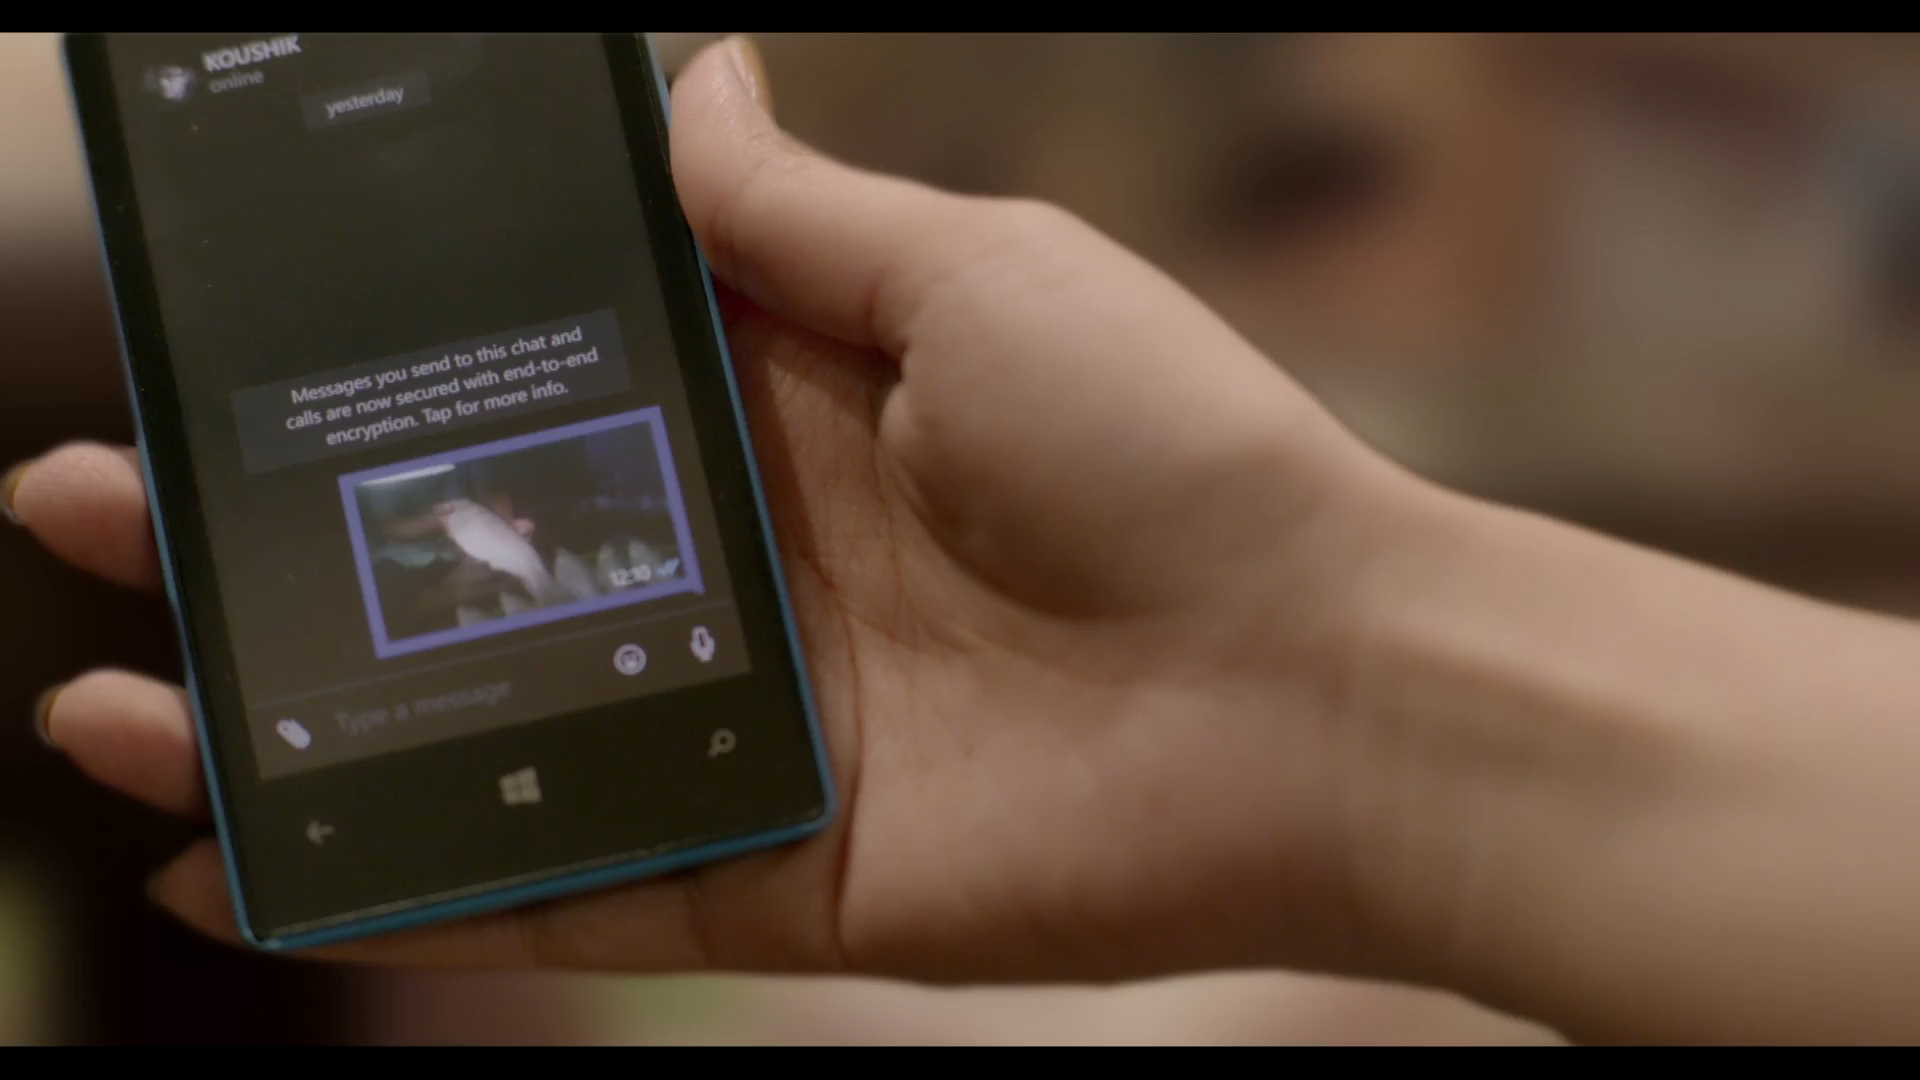 KOUSHIK
online
yesterday
Messages you send to this chat and
calls are now secured with end-to-end
encryption. Tap for more info.
12:10
Type a message